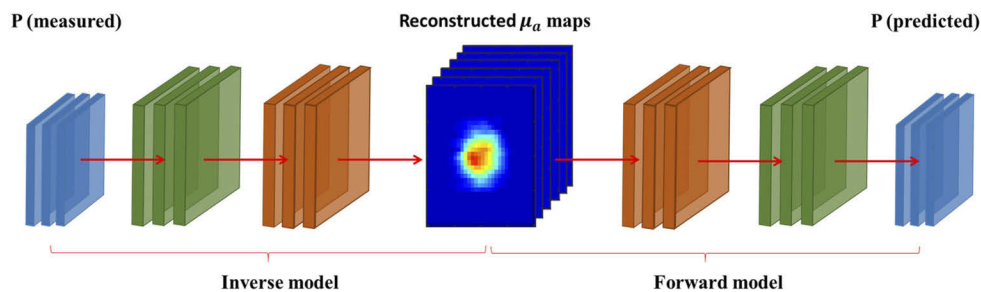 P (measured)
Reconstructed μₐ maps
P (predicted)
Inverse model
Forward model